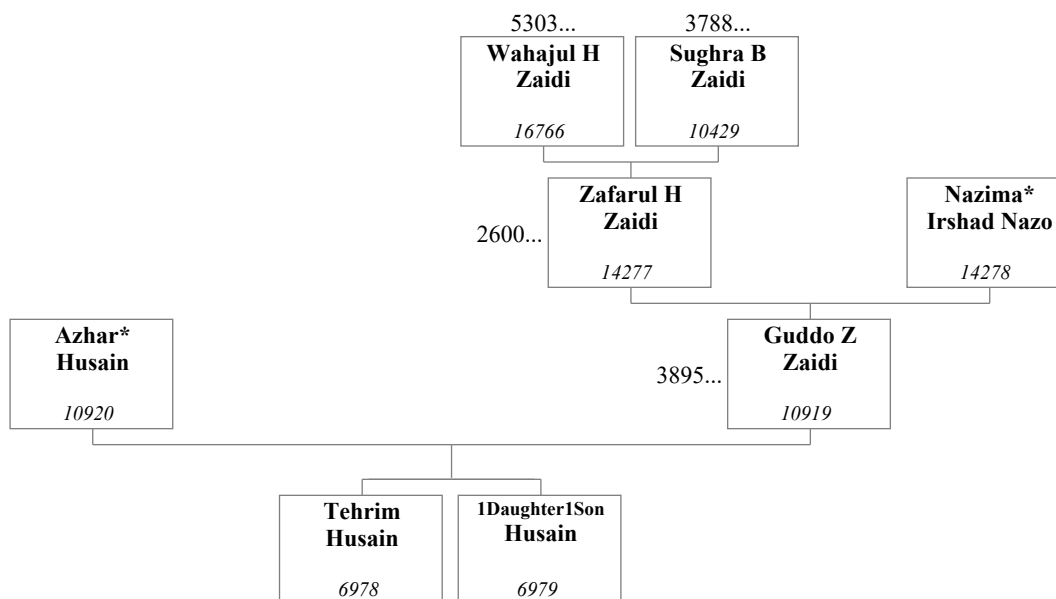 5303...
3788...
Wahajul H
Zaidi
16766
Sughra B
Zaidi
10429
2600...
Zafarul H
Zaidi
14277
Nazima*
Irshad Nazo
14278
Azhar*
Husain
10920
3895...
Guddo Z
Zaidi
10919
Tehrim
Husain
6978
1Daughter1Son
Husain
6979